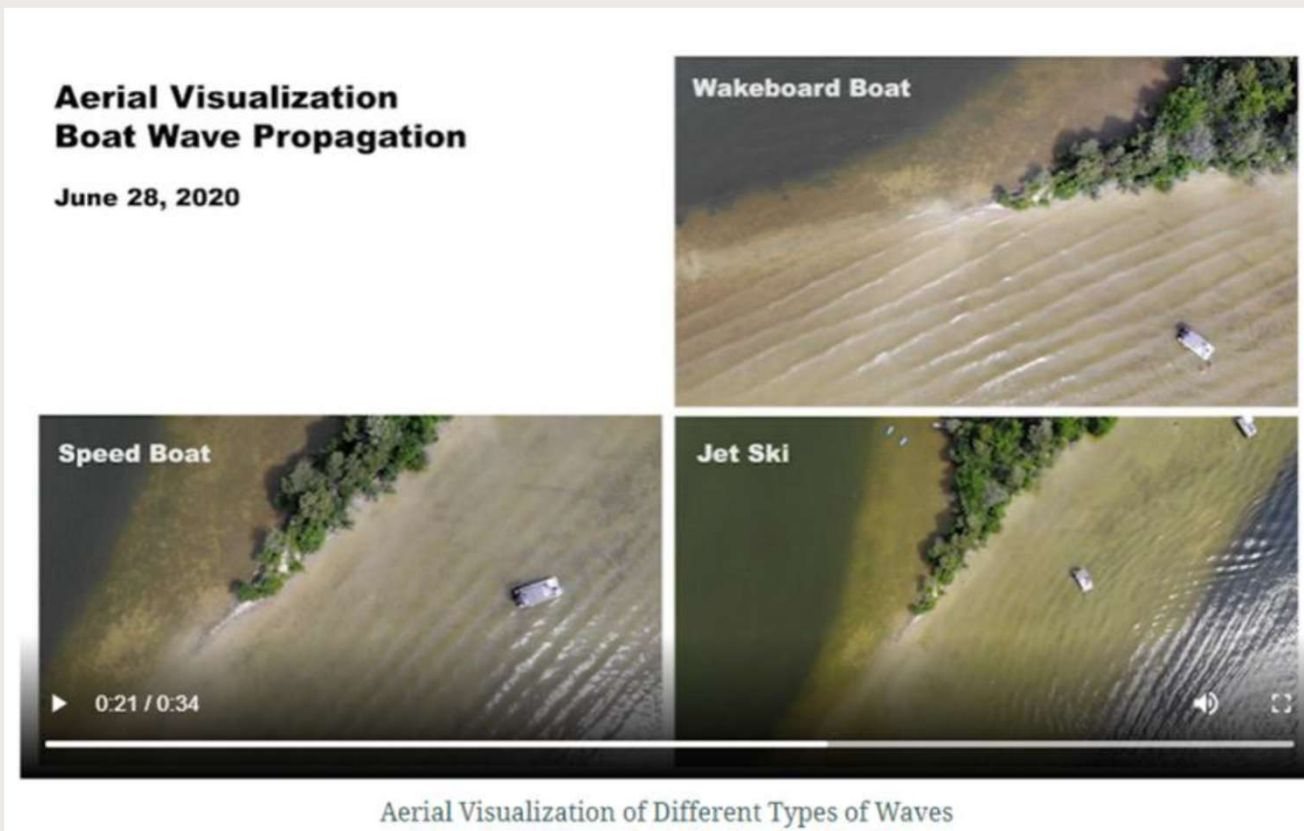 Aerial Visualization
Boat Wave Propagation
June 28, 2020
Wakeboard Boat
Speed Boat
Jet Ski
0:21 / 0:34
Aerial Visualization of Different Types of Waves